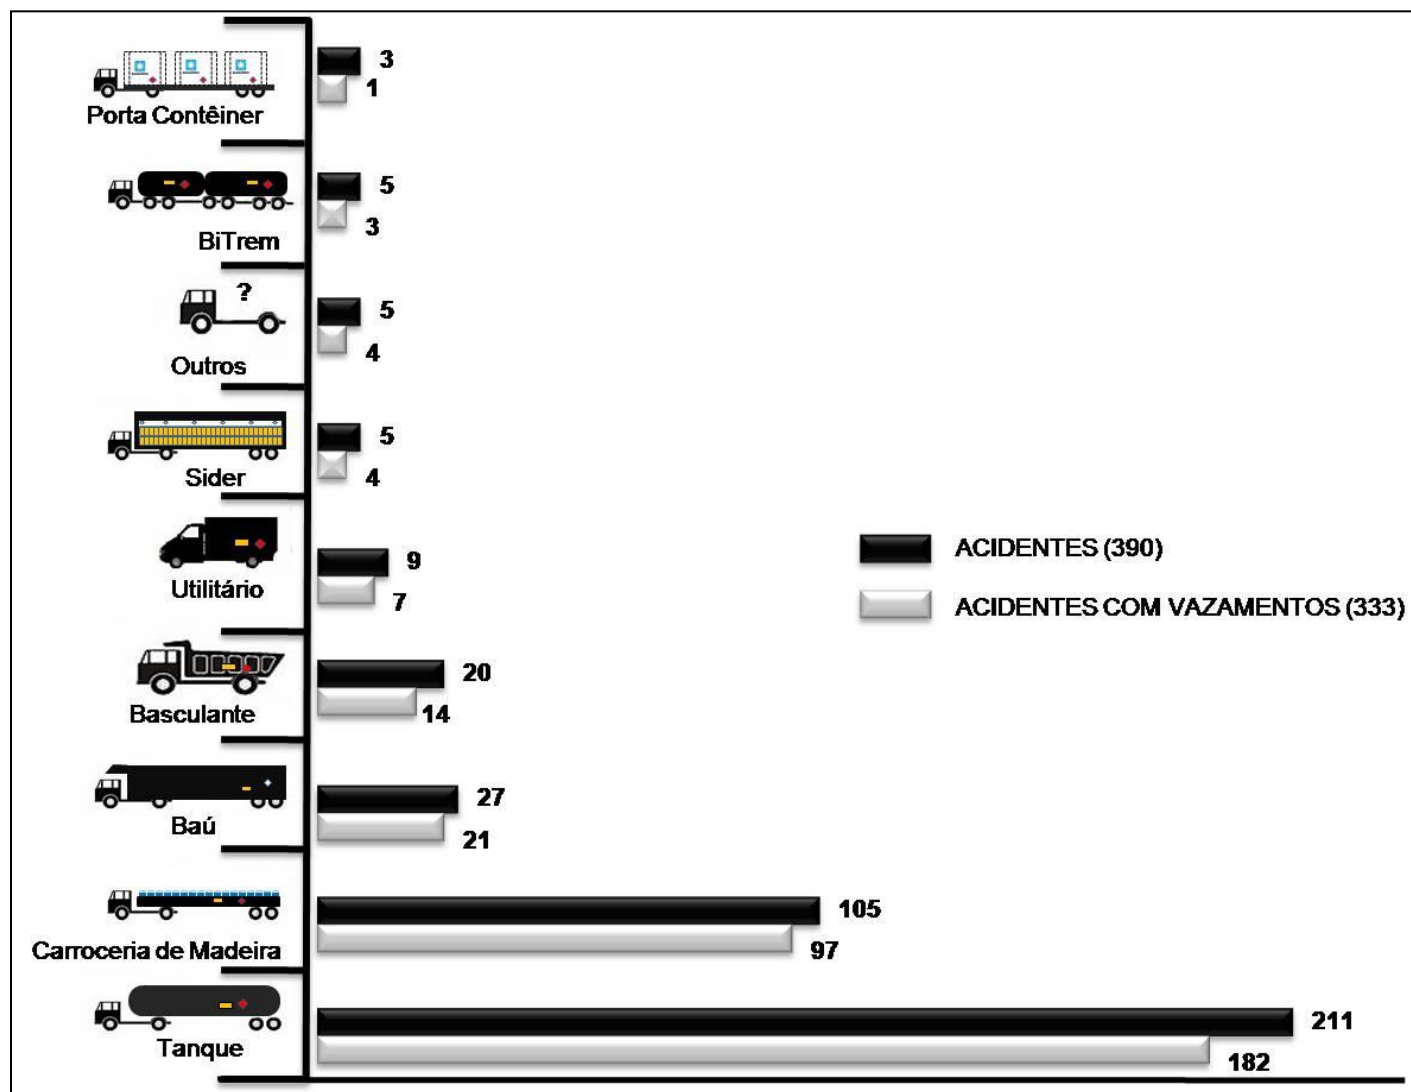 3
1
Porta Contêiner
5
3
BiTrem
?
5
4
Outros
5
4
Sider
9
7
Utilitário
ACIDENTES (390)
ACIDENTES COM VAZAMENTOS (333)
20
14
Basculante
27
21
Baú
105
97
Carroceria de Madeira
211
182
Tanque